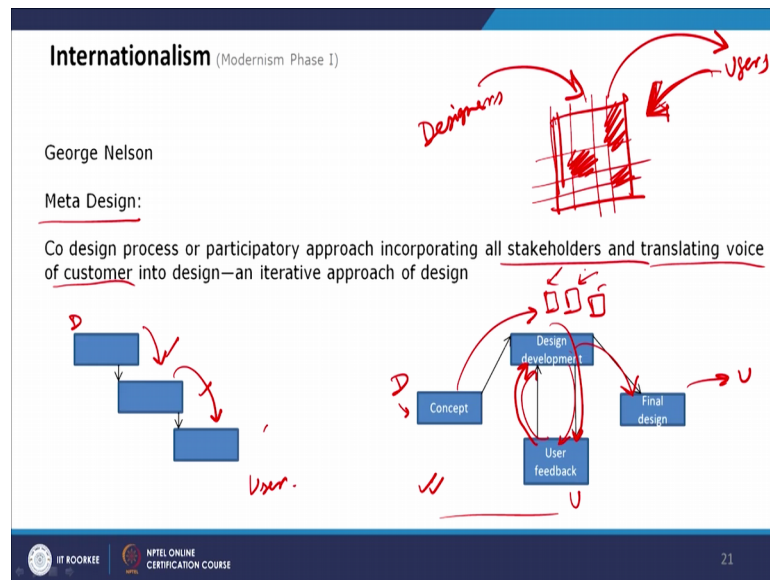 Internationalism (Modernism Phase I)
Designers
Users
George Nelson
Meta Design:
Co design process or participatory approach incorporating all stakeholders and translating voice
of customer into design—an iterative approach of design
D
User.
D
Concept
Design
development
User
feedback
U
Final
design
U
IIT ROORKEE
NPTEL
NPTEL ONLINE
CERTIFICATION COURSE
21